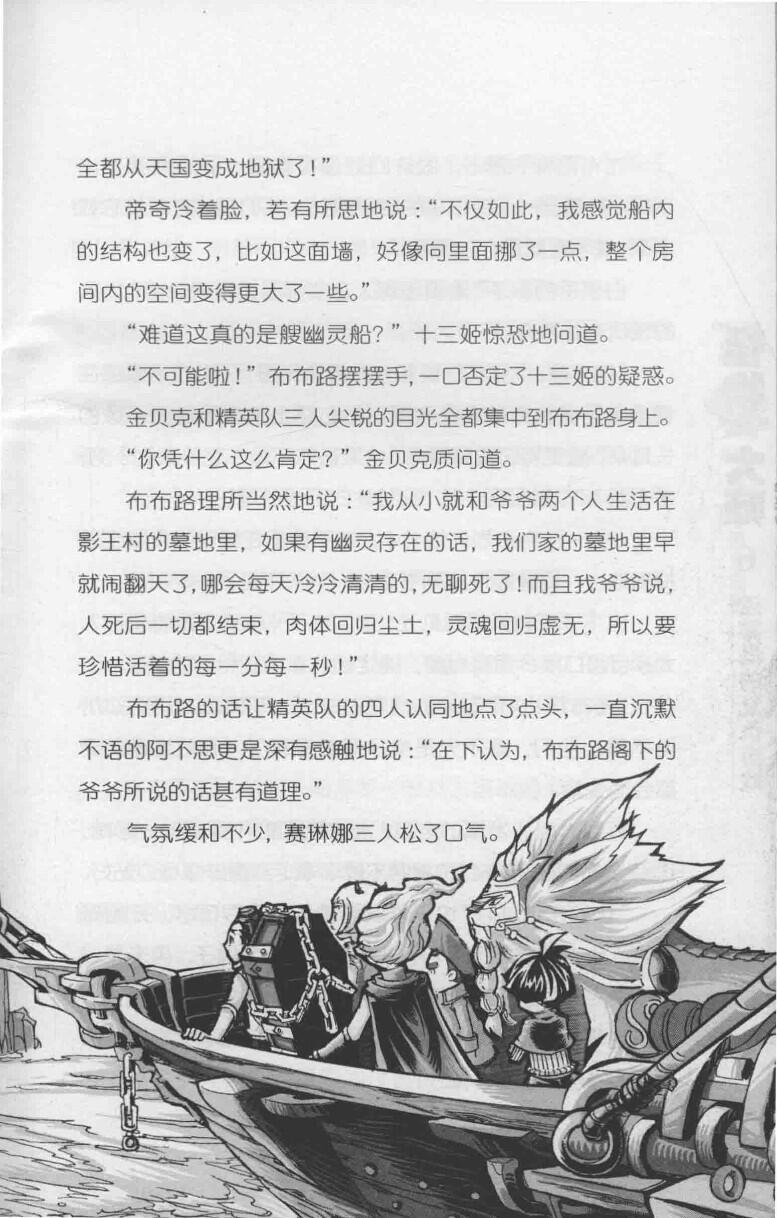 全都从天国变成地狱了！”
帝奇冷着脸，若有所思地说：“不仅如此，我感觉船内
的结构也变了，比如这面墙，好像向里面挪了一点，整个房
间内的空间变得更大了一些。”
“难道这真的是艘幽灵船？”十三姬惊恐地问道。
“不可能啦！”布布路摆摆手，一口否定了十三姬的疑惑。
金贝克和精英队三人尖锐的目光全都集中到布布路身上。
“你凭什么这么肯定？”金贝克质问道。
布布路理所当然地说：“我从小就和爷爷两个人生活在
影王村的墓地里，如果有幽灵存在的话，我们家的墓地里早
就闹翻天了，哪会每天冷冷清清的，无聊死了！而且我爷爷说，
人死后一切都结束，肉体回归尘土，灵魂回归虚无，所以要
珍惜活着的每一分每一秒！”
布布路的话让精英队的四人认同地点了点头，一直沉默
不语的阿不思更是深有感触地说：“在下认为，布布路阁下的
爷爷所说的话甚有道理。”
气氛缓和不少，赛琳娜三人松了口气。